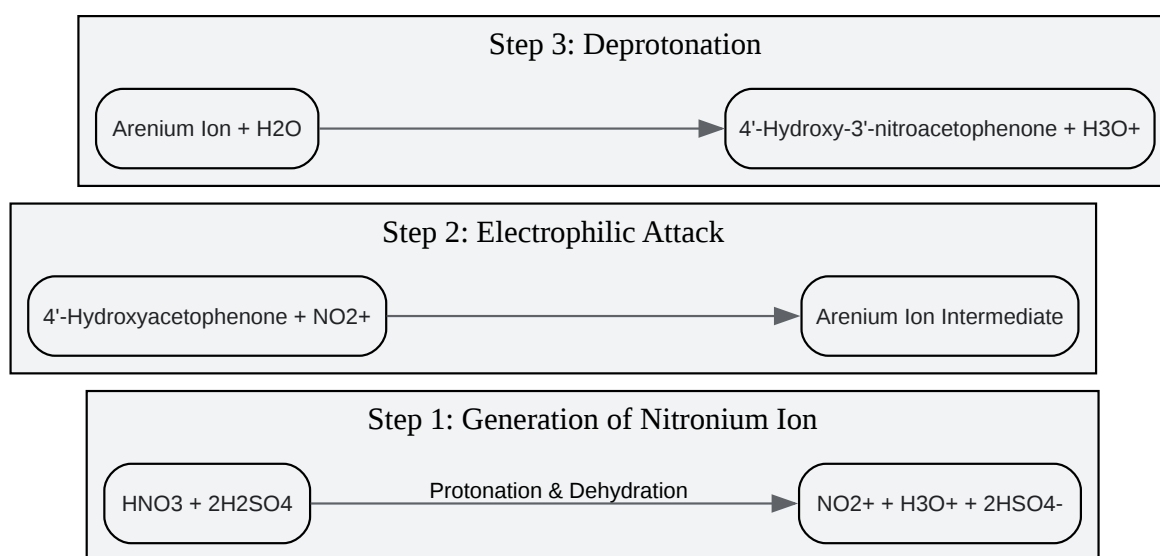 Step 3: Deprotonation
Arenium Ion + H2O
4'-Hydroxy-3'-nitroacetophenone + H3O+
Step 2: Electrophilic Attack
4'-Hydroxyacetophenone + NO2+
Arenium Ion Intermediate
Step 1: Generation of Nitronium Ion
HNO3 + 2H2SO4
Protonation & Dehydration
NO2+ + H3O+ + 2HSO4-